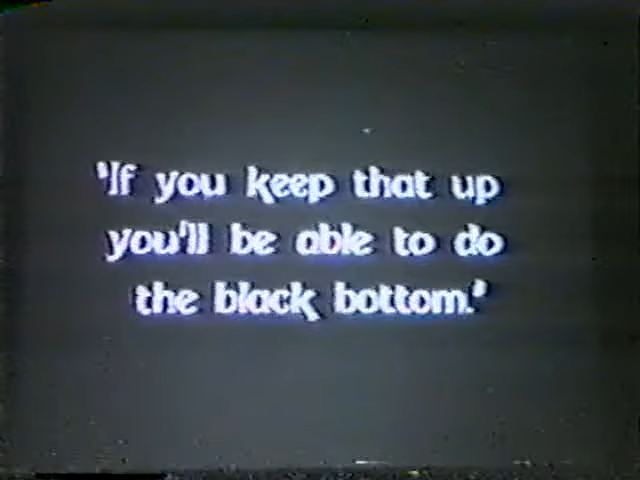 'If you keep that up
you'll be able to do
the black bottom.'